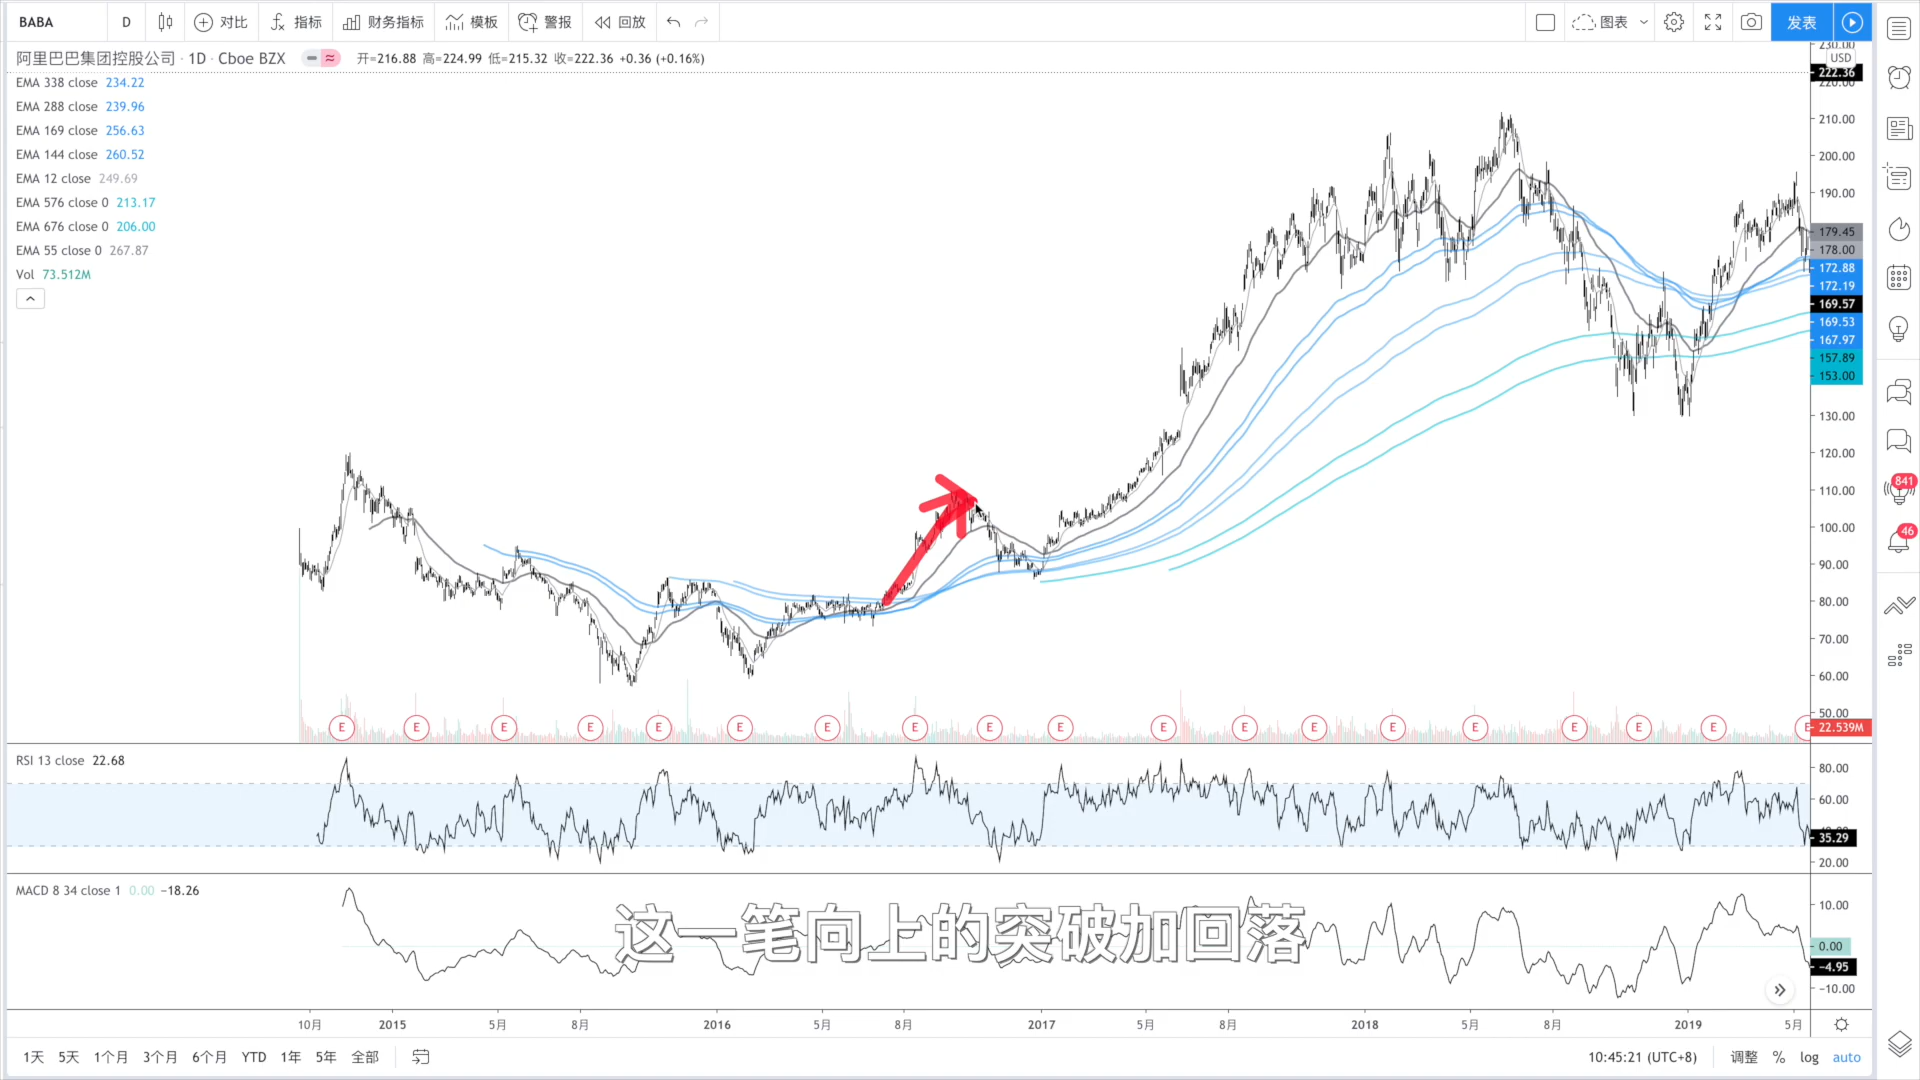 BABA D 对比 指标 财务指标 模板 警报 回放 图表 发表
阿里巴巴集团控股公司 · 1D · Cboe BZX 开=216.88 高=224.99 低=215.32 收=222.36 +0.36 (+0.16%)
EMA 338 close 234.22
EMA 288 close 239.96
EMA 169 close 256.63
EMA 144 close 260.52
EMA 12 close 249.69
EMA 576 close 0 213.17
EMA 676 close 0 206.00
EMA 55 close 0 267.87
Vol 73.512M
230.00
USD
222.36
220.00
210.00
200.00
190.00
179.45
178.00
172.88
172.19
169.57
169.53
167.97
157.89
153.00
130.00
120.00
110.00
100.00
90.00
80.00
70.00
60.00
50.00
841
46
E E E E E E E E E E E E E E E E E E E 22.539M
RSI 13 close 22.68
80.00
60.00
35.29
20.00
MACD 8 34 close 1 0.00 −18.26
10.00
0.00
−4.95
−10.00
这一笔向上的突破加回落
10月 2015 5月 8月 2016 5月 8月 2017 5月 8月 2018 5月 8月 2019 5月
1天 5天 1个月 3个月 6个月 YTD 1年 5年 全部 10:45:21 (UTC+8) 调整 % log auto